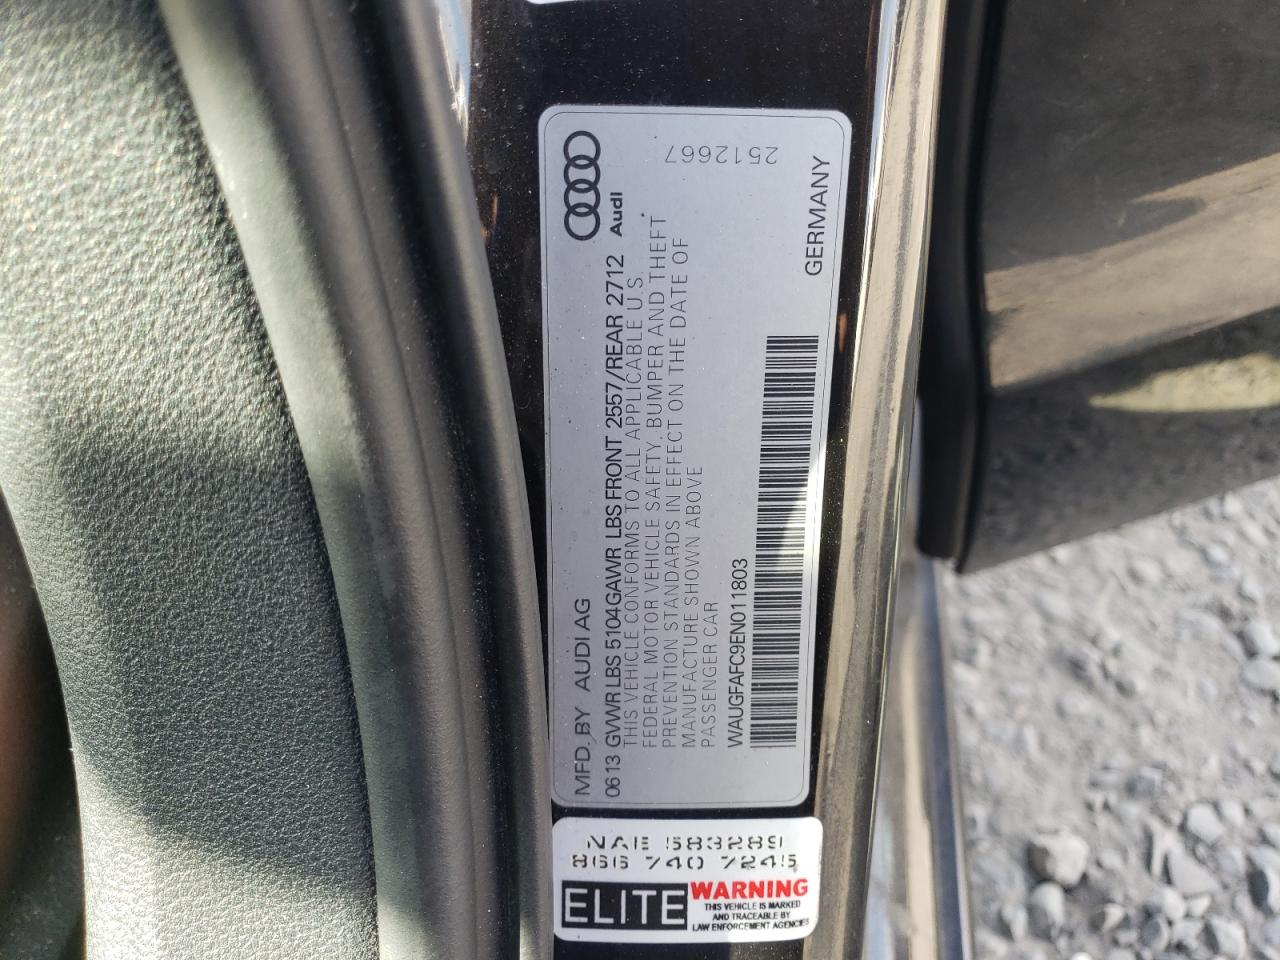 MFD. BY AUDI AG
0613 GVWR LBS 5104GAWR LBS FRONT 2557/REAR 2712
THIS VEHICLE CONFORMS TO ALL APPLICABLE U.S.
FEDERAL MOTOR VEHICLE SAFETY, BUMPER AND THEFT
PREVENTION STANDARDS IN EFFECT ON THE DATE OF
MANUFACTURE SHOWN ABOVE
PASSENGER CAR
WAUGFAFC9EN011803
GERMANY
Audi
2512667
NAE 583289
866 740 7245
ELITE
WARNING
THIS VEHICLE IS MARKED
AND TRACEABLE BY
LAW ENFORCEMENT AGENCIES